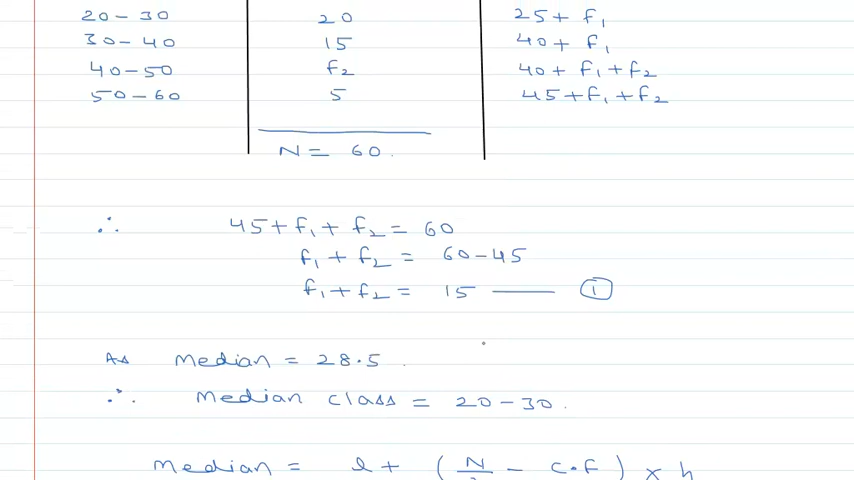 20 - 30 20 25 + f₁
30 - 40 15 40 + f₁
40 - 50 f₂ 40 + f₁ + f₂
50 - 60 5 45 + f₁ + f₂
N = 60.
∴ 45 + f₁ + f₂ = 60
f₁ + f₂ = 60 - 45
f₁ + f₂ = 15 —— ①
As median = 28.5.
∴ median class = 20 - 30.
median = l + ( N - C.F ) × h